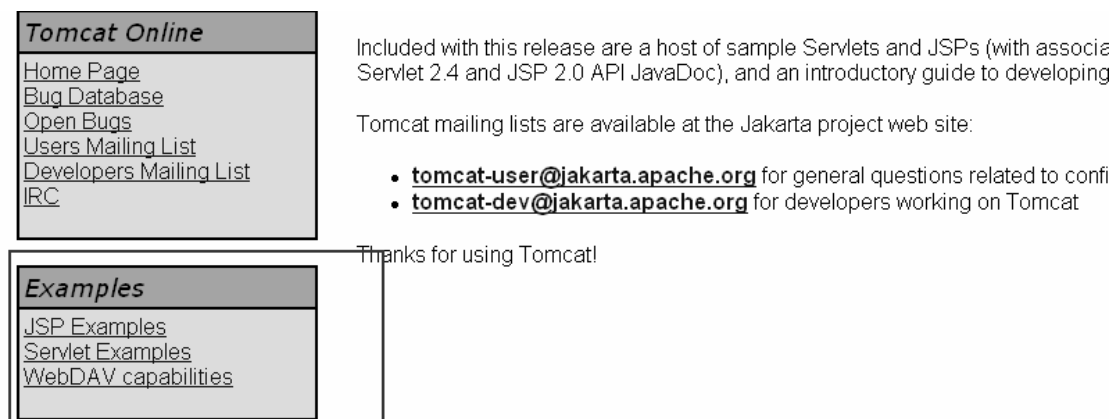 Tomcat Online
Home Page
Bug Database
Open Bugs
Users Mailing List
Developers Mailing List
IRC
Examples
JSP Examples
Servlet Examples
WebDAV capabilities
Included with this release are a host of sample Servlets and JSPs (with associa
Servlet 2.4 and JSP 2.0 API JavaDoc), and an introductory guide to developing
Tomcat mailing lists are available at the Jakarta project web site:
• tomcat-user@jakarta.apache.org for general questions related to confi
• tomcat-dev@jakarta.apache.org for developers working on Tomcat
Thanks for using Tomcat!